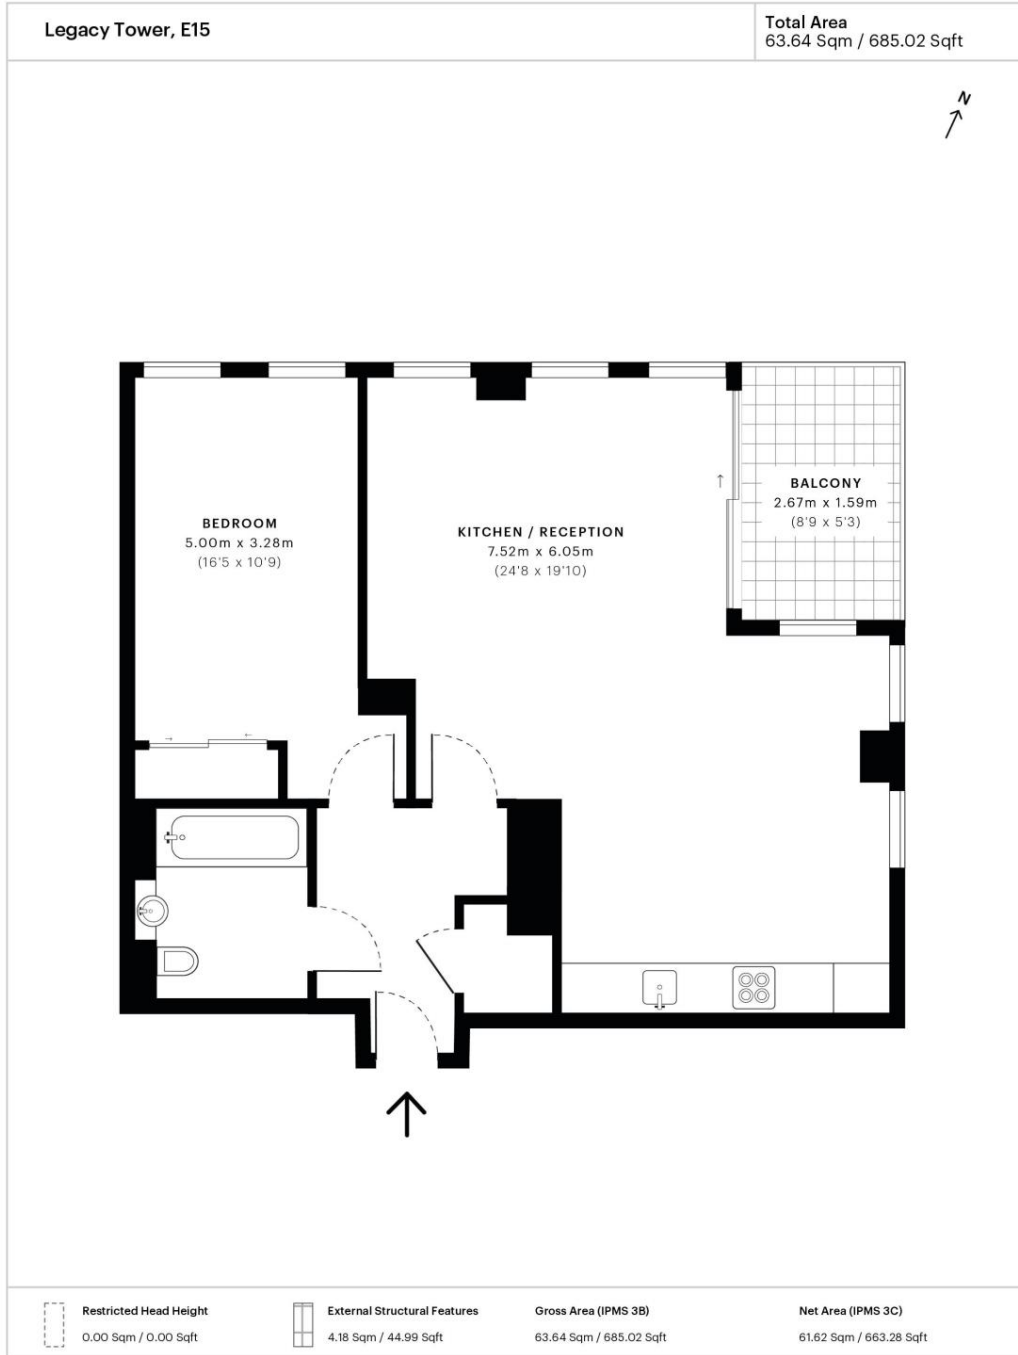 Legacy Tower, E15
Total Area
63.64 Sqm / 685.02 Sqft
N
BALCONY
2.67m x 1.59m
(8'9 x 5'3)
BEDROOM
5.00m x 3.28m
(16'5 x 10'9)
KITCHEN / RECEPTION
7.52m x 6.05m
(24'8 x 19'10)
Restricted Head Height
0.00 Sqm / 0.00 Sqft
External Structural Features
4.18 Sqm / 44.99 Sqft
Gross Area (IPMS 3B)
63.64 Sqm / 685.02 Sqft
Net Area (IPMS 3C)
61.62 Sqm / 663.28 Sqft